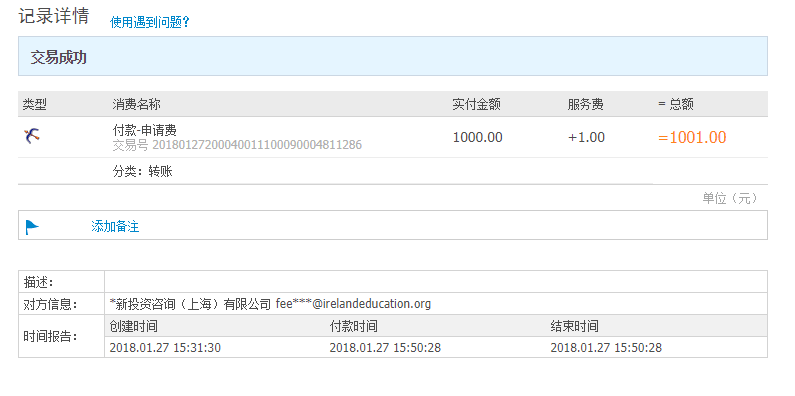 记录详情 使用遇到问题？
交易成功
类型 消费名称 实付金额 服务费 = 总额
付款-申请费 1000.00 +1.00 =1001.00
交易号 20180127200040011100090004811286
分类：转账
单位（元）
添加备注
描述：
对方信息： *新投资咨询（上海）有限公司 fee***@irelandeducation.org
时间报告： 创建时间 付款时间 结束时间
2018.01.27 15:31:30 2018.01.27 15:50:28 2018.01.27 15:50:28